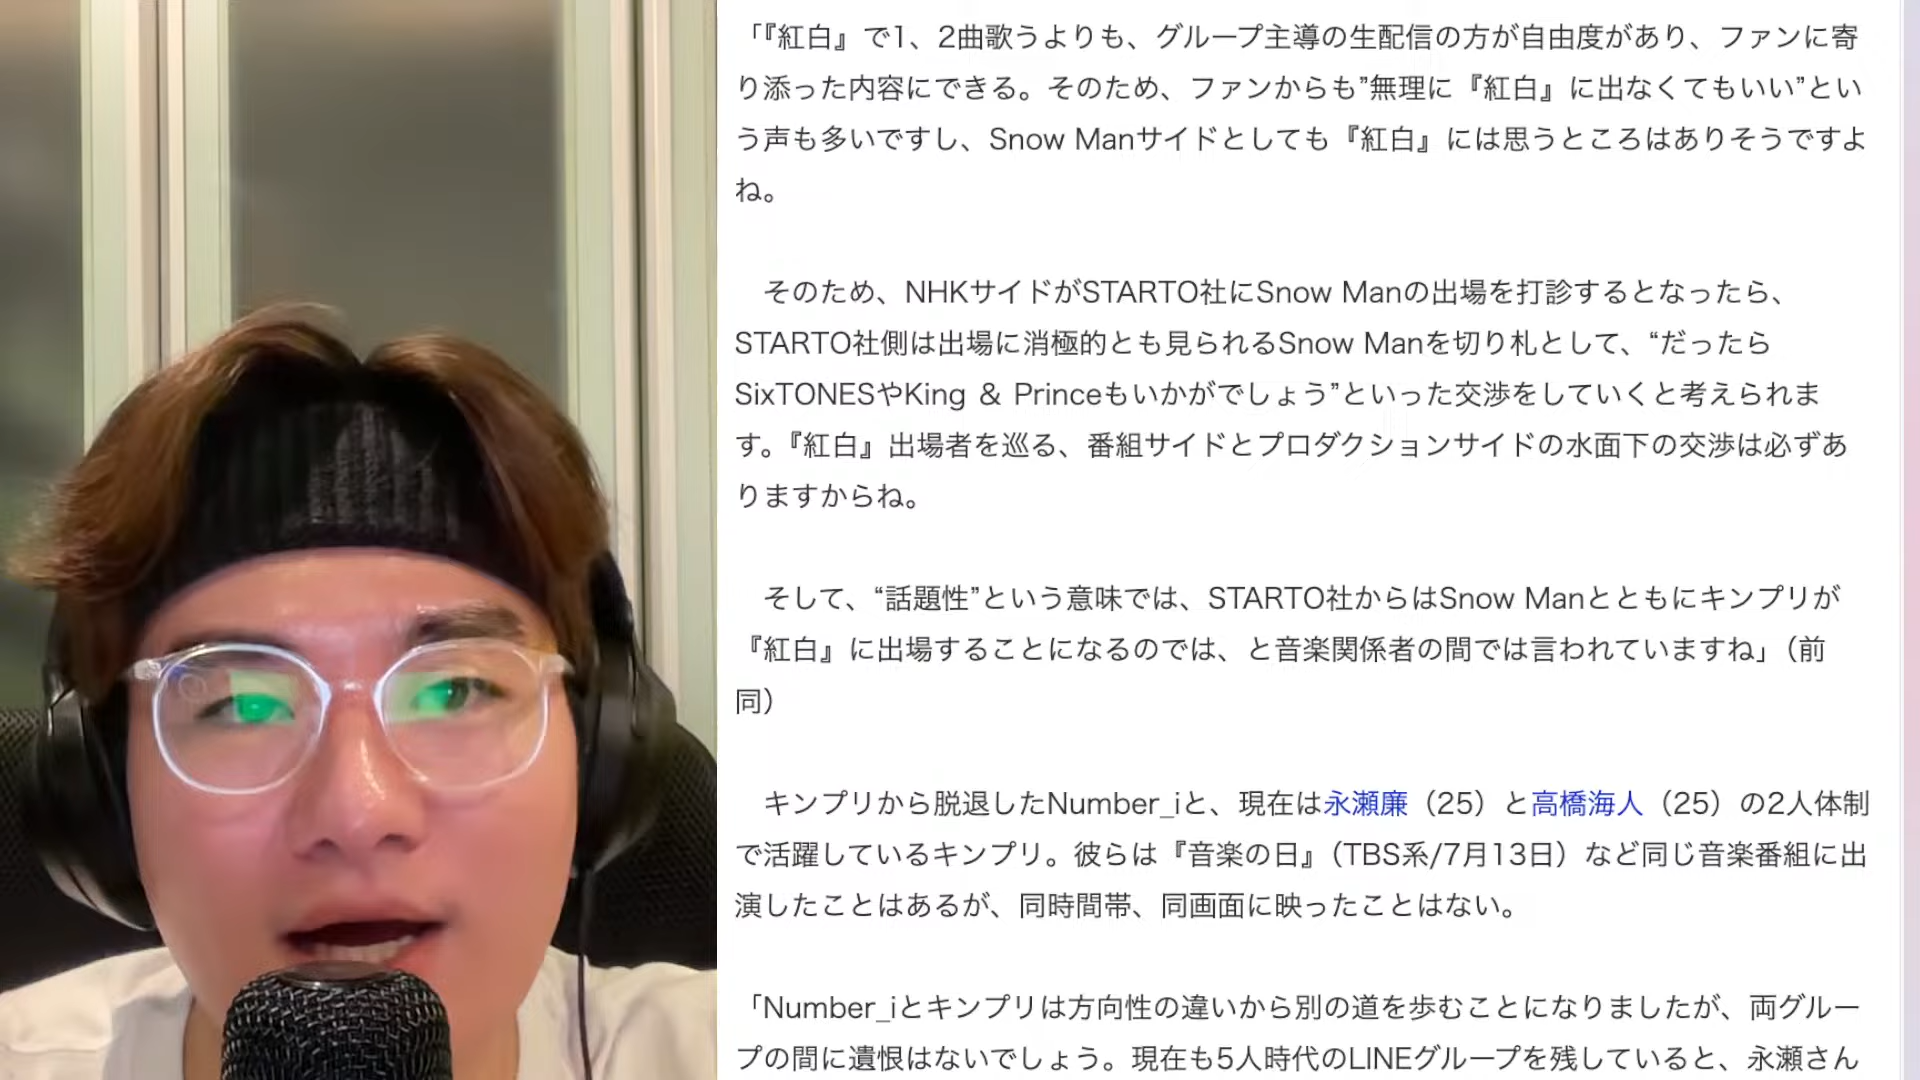 「『紅白』で1、2曲歌うよりも、グループ主導の生配信の方が自由度があり、ファンに寄
り添った内容にできる。そのため、ファンからも”無理に『紅白』に出なくてもいい”とい
う声も多いですし、Snow Manサイドとしても『紅白』には思うところはありそうですよ
ね。
そのため、NHKサイドがSTARTO社にSnow Manの出場を打診するとなったら、
STARTO社側は出場に消極的とも見られるSnow Manを切り札として、“だったら
SixTONESやKing ＆ Princeもいかがでしょう”といった交渉をしていくと考えられま
す。『紅白』出場者を巡る、番組サイドとプロダクションサイドの水面下の交渉は必ずあ
りますからね。
そして、“話題性”という意味では、STARTO社からはSnow Manとともにキンプリが
『紅白』に出場することになるのでは、と音楽関係者の間では言われていますね」（前
同）
キンプリから脱退したNumber_iと、現在は永瀬廉（25）と高橋海人（25）の2人体制
で活躍しているキンプリ。彼らは『音楽の日』（TBS系/7月13日）など同じ音楽番組に出
演したことはあるが、同時間帯、同画面に映ったことはない。
「Number_iとキンプリは方向性の違いから別の道を歩むことになりましたが、両グルー
プの間に遺恨はないでしょう。現在も5人時代のLINEグループを残していると、永瀬さん